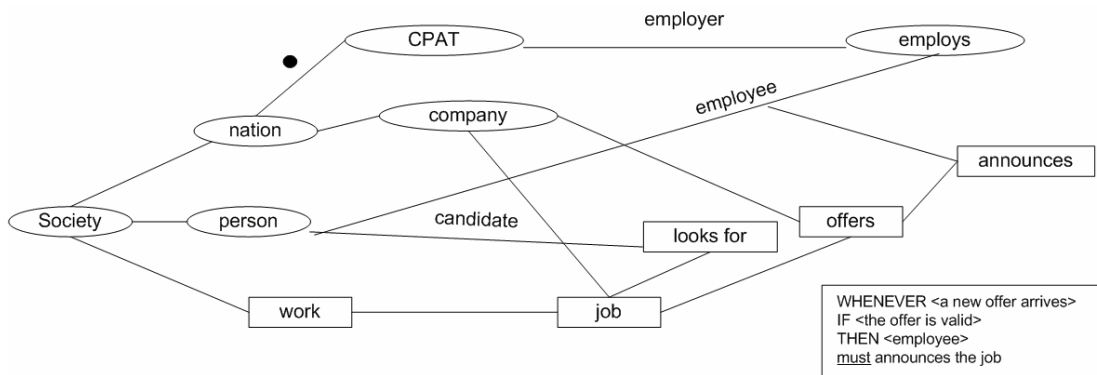 employer
CPAT
employs
employee
company
nation
announces
candidate
Society
person
offers
looks for
work
job
WHENEVER <a new offer arrives>
IF <the offer is valid>
THEN <employee>
must announces the job